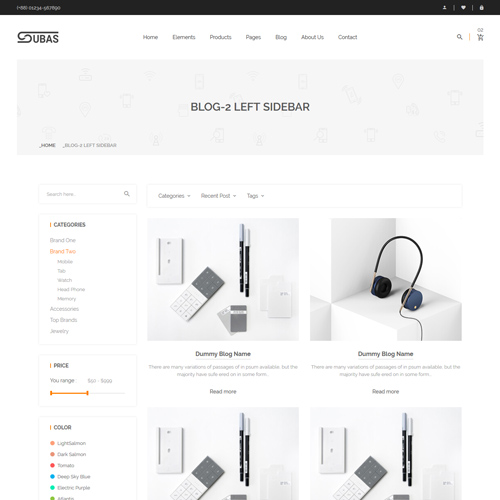 (+88) 01234-567890
SUBAS
Home Elements Products Pages Blog About Us Contact
02
BLOG-2 LEFT SIDEBAR
_HOME _BLOG-2 LEFT SIDEBAR
Search here..
Categories Recent Post Tags
CATEGORIES
Brand One
Brand Two
Mobile
Tab
Watch
Head Phone
Memory
Accessories
Top Brands
Jewelry
PRICE
You range
COLOR
LightSalmon
Dark Salmon
Tomato
Deep Sky Blue
Electric Purple
Atlantis
Dummy Blog Name
There are many variations of passages of in psum available, but the
majority have sufe ered on in some form...
Read more
Dummy Blog Name
There are many variations of passages of in psum available, but the
majority have sufe ered on in some form...
Read more